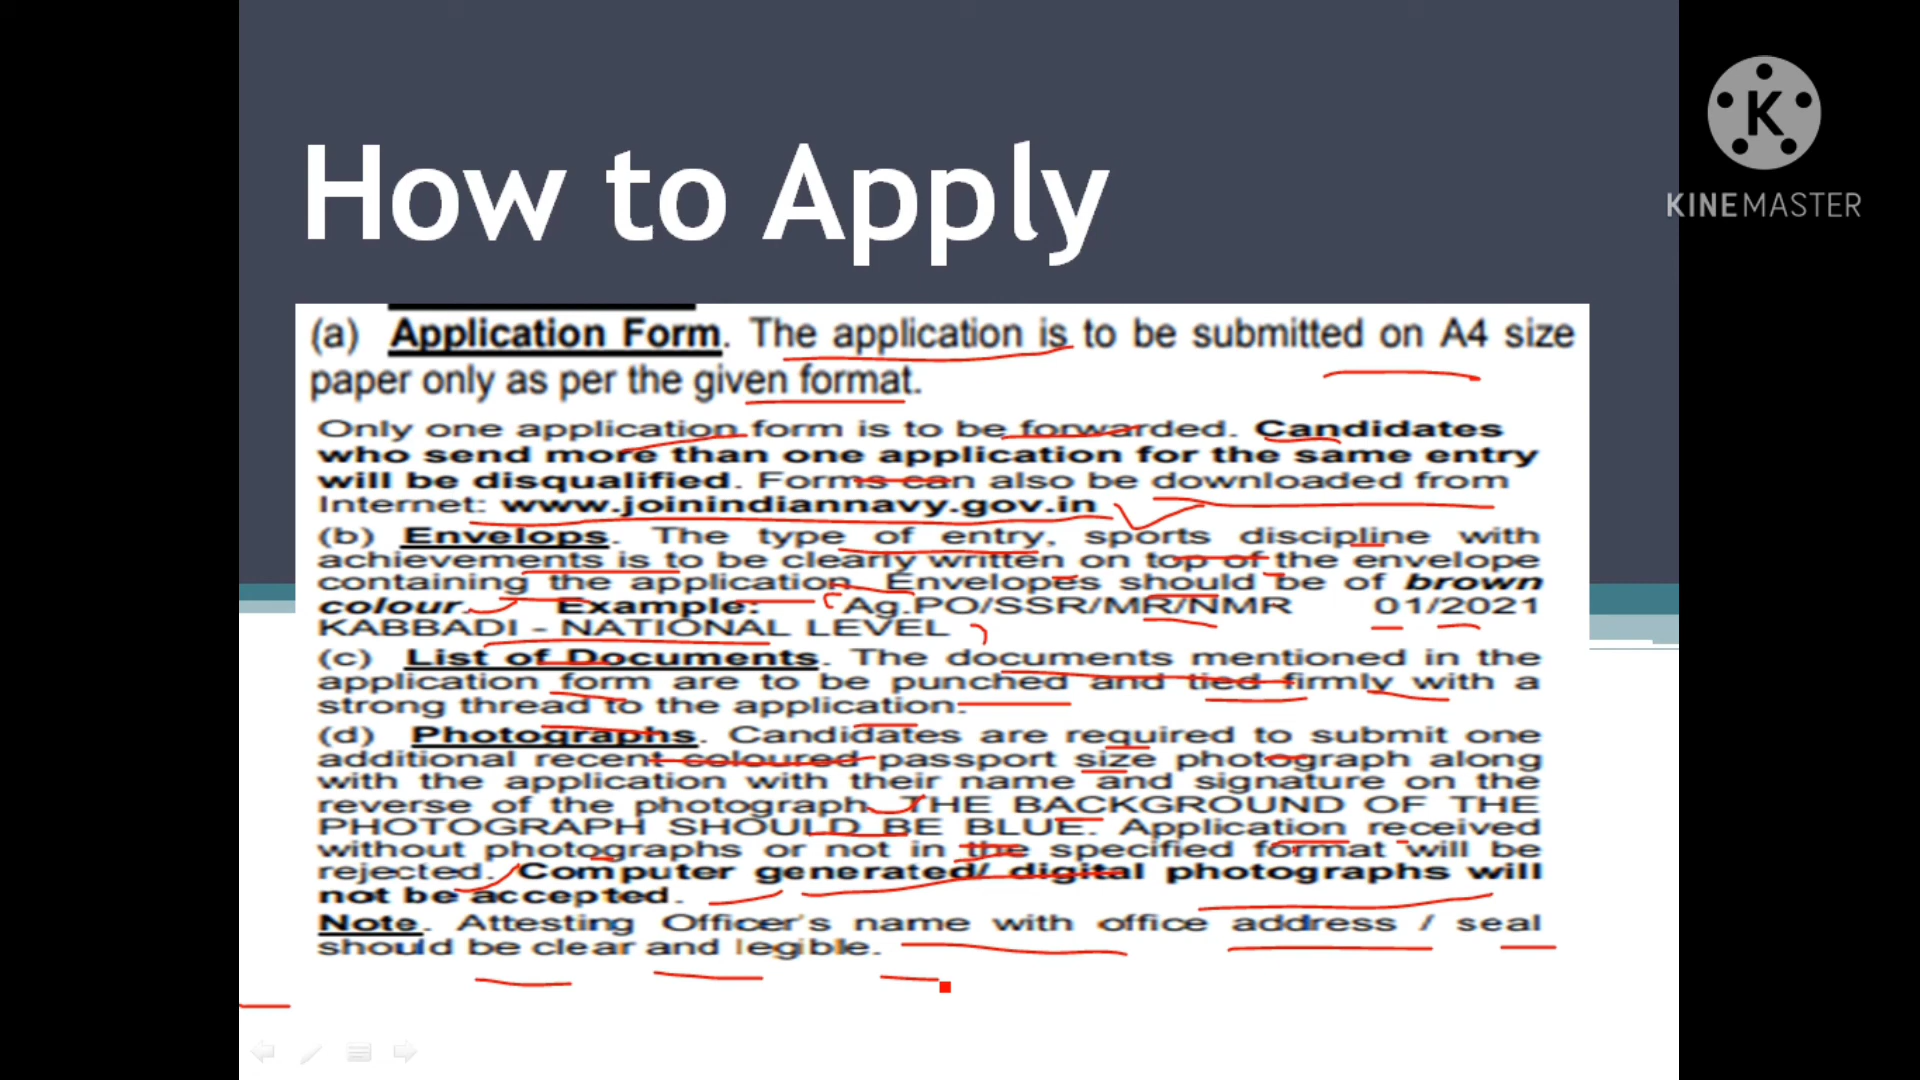 How to Apply
K
KINEMASTER
(a) Application Form. The application is to be submitted on A4 size
paper only as per the given format.
Only one application form is to be forwarded. Candidates
who send more than one application for the same entry
will be disqualified. Forms can also be downloaded from
Internet: www.joinindiannavy.gov.in
(b) Envelops. The type of entry, sports discipline with
achievements is to be clearly written on top of the envelope
containing the application. Envelopes should be of brown
colour. Example: Ag.PO/SSR/MR/NMR 01/2021
KABBADI - NATIONAL LEVEL
(c) List of Documents. The documents mentioned in the
application form are to be punched and tied firmly with a
strong thread to the application.
(d) Photographs. Candidates are required to submit one
additional recent coloured passport size photograph along
with the application with their name and signature on the
reverse of the photograph. THE BACKGROUND OF THE
PHOTOGRAPH SHOULD BE BLUE. Application received
without photographs or not in the specified format will be
rejected. Computer generated/ digital photographs will
not be accepted.
Note. Attesting Officer's name with office address / seal
should be clear and legible.